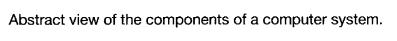 Abstract view of the components of a computer system.